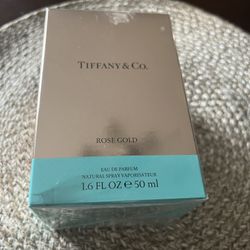 TIFFANY & CO.
ROSE GOLD
EAU DE PARFUM
NATURAL SPRAY VAPORISATEUR
1.6 FL OZ ℮ 50 ml